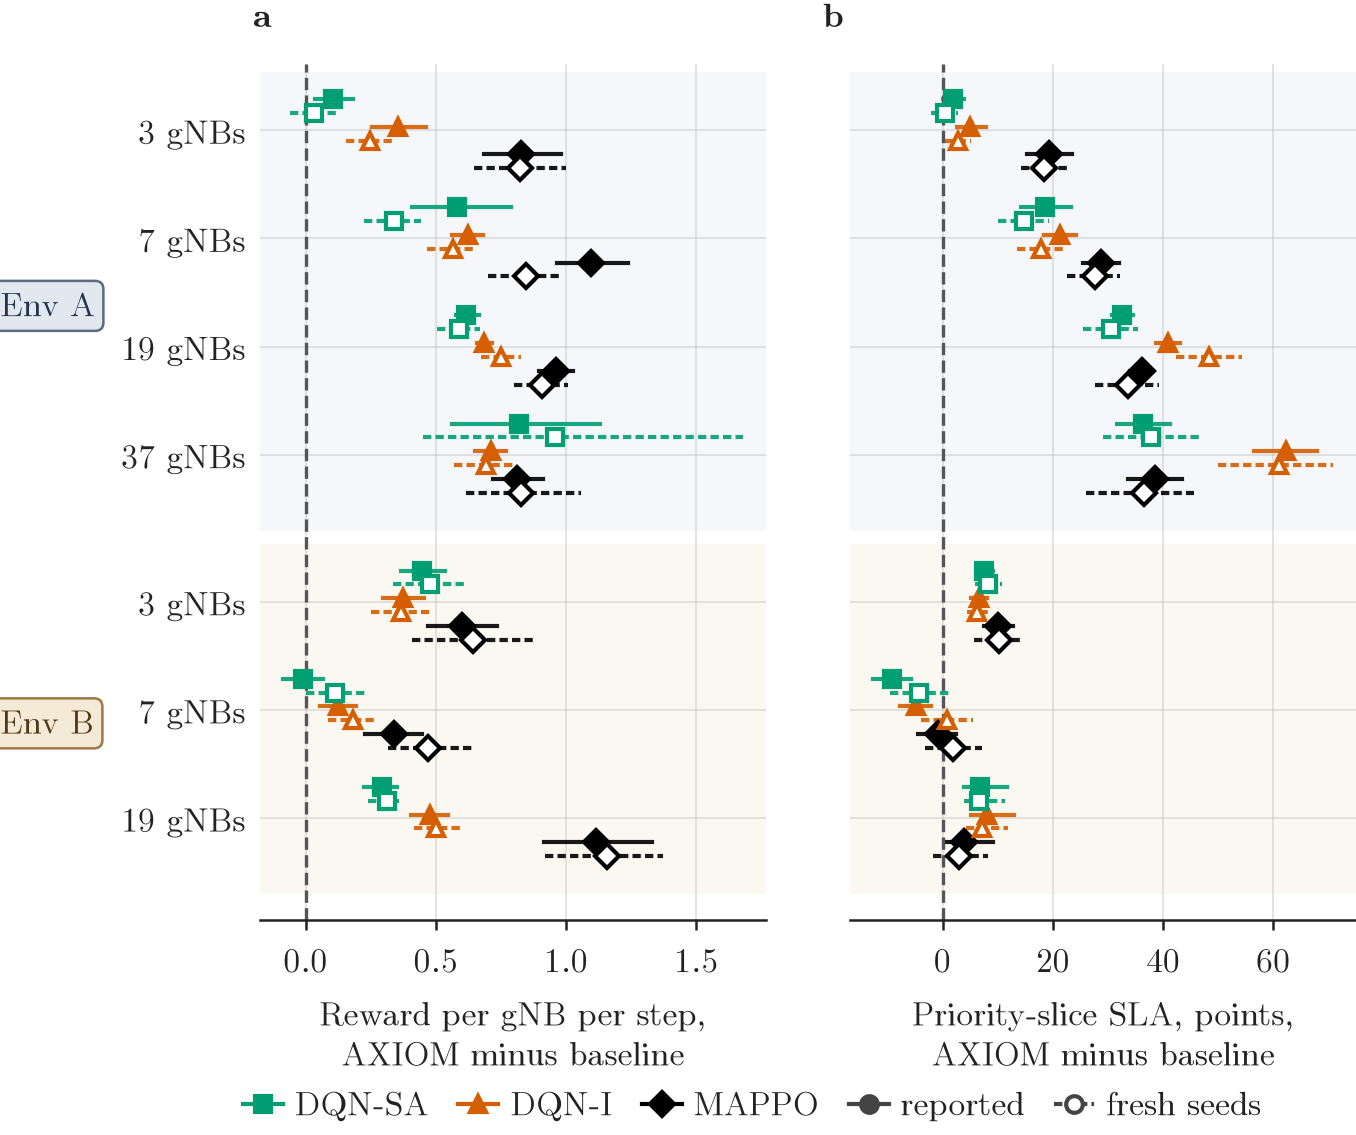 a
b
Env A
3 gNBs
7 gNBs
19 gNBs
37 gNBs
Env B
3 gNBs
7 gNBs
19 gNBs
0.0 0.5 1.0 1.5
0 20 40 60
Reward per gNB per step,
AXIOM minus baseline
Priority-slice SLA, points,
AXIOM minus baseline
DQN-SA DQN-I MAPPO reported fresh seeds